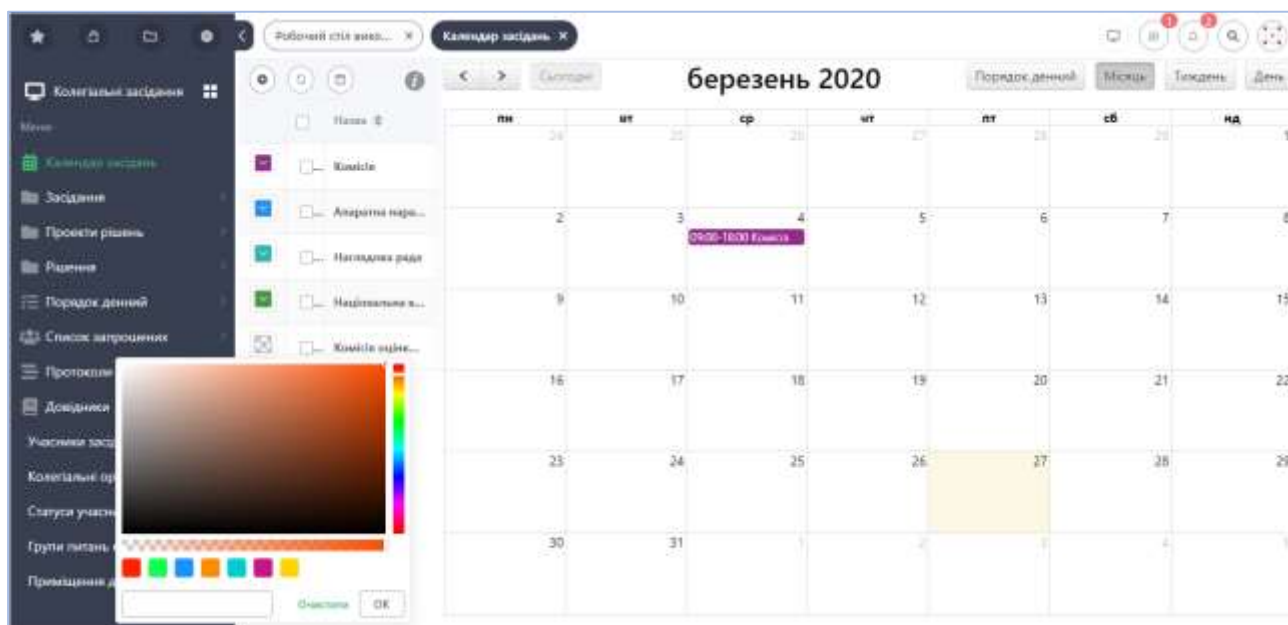 Робочий стіл вико... ×
Календар засідань ×
1
2
Колегіальні засідання
Меню
Календар засідань
Засідання
Проекти рішень
Рішення
Порядок денний
Список запрошених
Протоколи
Довідники
Учасники засід
Колегіальні ор
Статуси учасн
Групи питань
Приміщення д
Назва
Комісія
Апаратна нара...
Наглядова рада
Національна к...
Комісія оціне...
Очистити
OK
Сьогодні
березень 2020
Порядок денний
Місяць
Тиждень
День
пн вт ср чт пт сб нд
24 25 26 27 28 29 1
2 3 4 5 6 7 8
09:00-18:00 Комісія
9 10 11 12 13 14 15
16 17 18 19 20 21 22
23 24 25 26 27 28 29
30 31 1 2 3 4 5